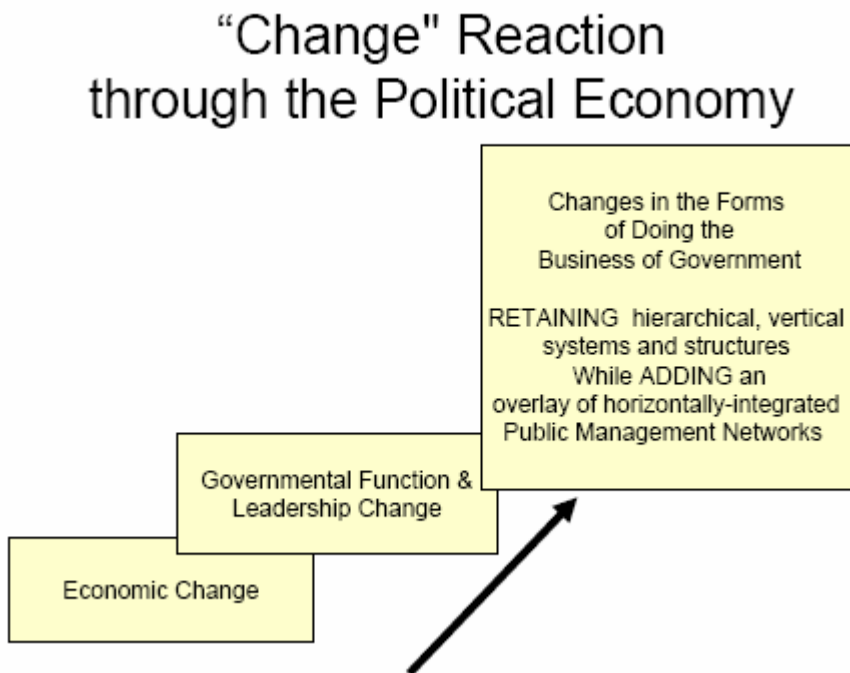 “Change" Reaction
through the Political Economy
Changes in the Forms
of Doing the
Business of Government
RETAINING hierarchical, vertical
systems and structures
While ADDING an
overlay of horizontally-integrated
Public Management Networks
Governmental Function &
Leadership Change
Economic Change